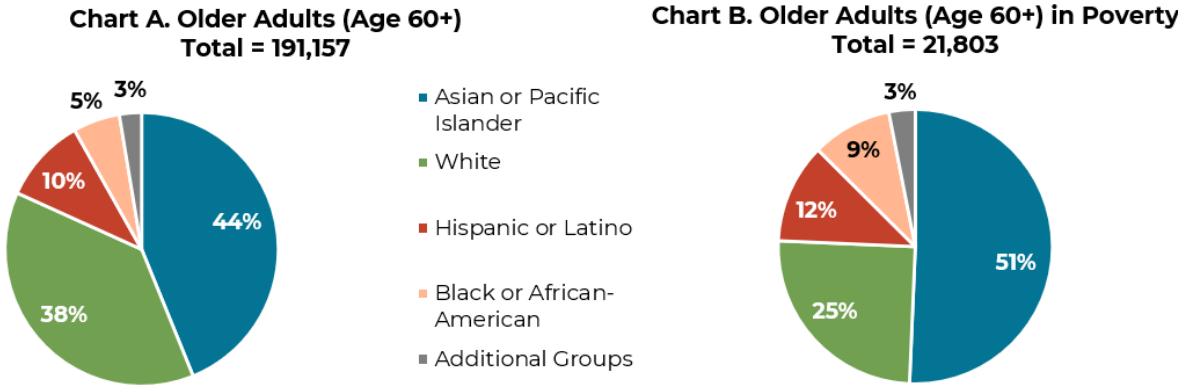 Chart A. Older Adults (Age 60+)
Total = 191,157
3%
5%
10%
44%
38%
Asian or Pacific
Islander
White
Hispanic or Latino
Black or African-
American
Additional Groups
Chart B. Older Adults (Age 60+) in Poverty
Total = 21,803
3%
9%
12%
51%
25%